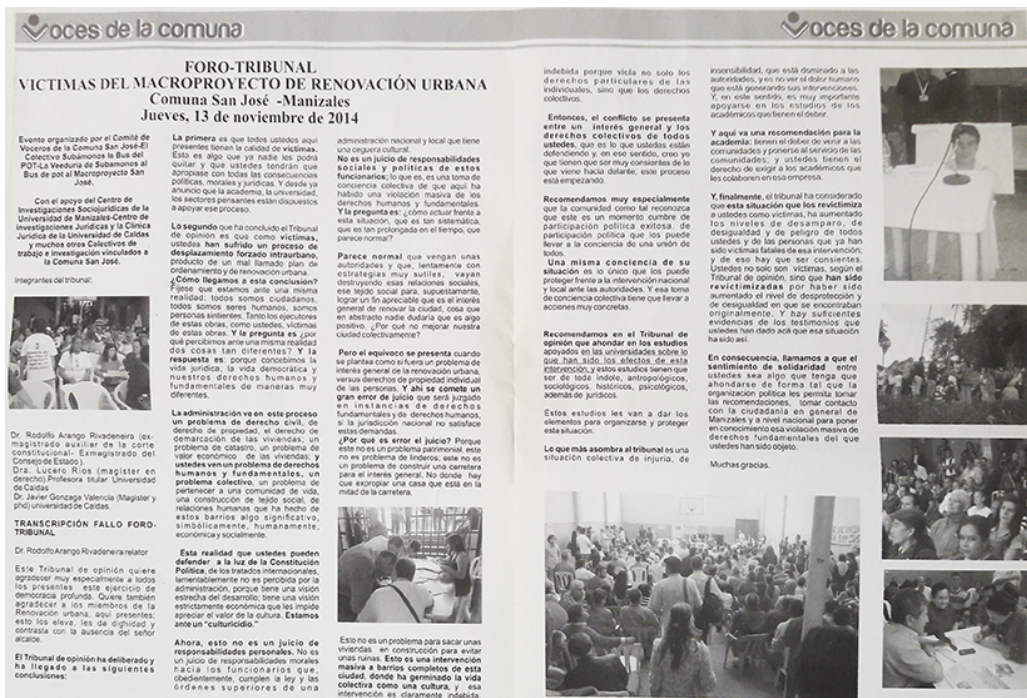 Voces de la comuna
Voces de la comuna
FORO-TRIBUNAL
VICTIMAS DEL MACROPROYECTO DE RENOVACIÓN URBANA
Comuna San José -Manizales
Jueves, 13 de noviembre de 2014
Evento organizado por el Comité de
Voceros de la Comuna San José-El
Colectivo Subámonos la Bus del
POT-La Veeduria de Subamonos al
Bus de pot al Macroproyecto San
José.
Con el apoyo del Centro de
Investigaciones Sociojurídicas de la
Universidad de Manizales-Centro de
investigaciones Juridicas y la Clinica
Jurídica de la Universidad de Caldas
y muchos otros Colectivos de
trabajo e investigación vinculados a
la Comuna San José.
Integrantes del tribunal:
Dr. Rodolfo Arango Rivadeneira (ex-
magistrado auxiliar de la corte
constitucional- Exmagistrado del
Consejo de Estado ).
Dra. Lucero Ríos (magister en
derecho) Profesora titular Universidad
de Caldas
Dr. Javier Gonzaga Valencia (Magister y
phd) universidad de Caldas.
TRANSCRIPCIÓN FALLO FORO-
TRIBUNAL
Dr. Rodolfo Arango Rivadeneira relator
Este Tribunal de opinión quiere
agradecer muy especialmente a todos
los presentes este ejercicio de
democracia profunda. Quiere también
agradecer a los miembros de la
Renovación urbana, aquí presentes;
esto los eleva, les da dignidad y
contrasta con la ausencia del señor
alcalde.
El Tribunal de opinión ha deliberado y
ha llegado a las siguientes
conclusiones:
La primera es que todos ustedes aquí
presentes tienen la calidad de víctimas.
Esto es algo que ya nadie les podrá
quitar y que ustedes tendrán que
apropiarse con todas las consecuencias
políticas, morales y jurídicas. Y desde ya
anuncio que la academia, la universidad,
los sectores pensantes están dispuestos
a apoyar ese proceso.
Lo segundo que ha concluido el Tribunal
de opinión es que como víctimas,
ustedes han sufrido un proceso de
desplazamiento forzado intraurbano,
producto de un mal llamado plan de
ordenamiento y de renovación urbana.
¿Cómo llegamos a esta conclusión?
Fíjese que estamos ante una misma
realidad: todos somos ciudadanos,
todos somos seres humanos, somos
personas sintientes. Tanto los ejecutores
de estas obras, como ustedes, víctimas
de estas obras. Y la pregunta es ¿por
qué percibimos ante una misma realidad
dos cosas tan diferentes? Y la
respuesta es: porque concebimos la
vida jurídica, la vida democrática y
nuestros derechos humanos y
fundamentales de maneras muy
diferentes.
La administración ve en este proceso
un problema de derecho civil, de
derecho de propiedad, el derecho de
demarcación de las viviendas; un
problema de catastro, un problema de
valor económico de las viviendas; y
ustedes ven un problema de derechos
humanos y fundamentales, un
problema colectivo, un problema de
pertenecer a una comunidad de vida,
una construcción de tejido social, de
relaciones humanas que ha hecho de
estos barrios algo significativo,
simbólicamente, humanamente,
económica y socialmente.
Esta realidad que ustedes pueden
defender a la luz de la Constitución
Política, de los tratados internacionales,
lamentablemente no es percibida por la
administración, porque tiene una visión
estrecha del desarrollo; tiene una visión
estrictamente económica que les impide
apreciar el valor de la cultura. Estamos
ante un "culturicidio."
Ahora, esto no es un juicio de
responsabilidades personales. No es
un juicio de responsabilidades morales
hacia los funcionarios que,
obedientemente, cumplen la ley y las
órdenes superiores de una
administración nacional y local que tiene
una ceguera cultural.
No es un juicio de responsabilidades
sociales y políticas de estos
funcionarios; lo que es, es una toma de
conciencia colectiva de que aquí ha
habido una violación masiva de los
derechos humanos y fundamentales.
Y la pregunta es: ¿cómo actuar frente a
esta situación, que es tan sistemática,
que es tan prolongada en el tiempo, que
parece normal?
Parece normal que vengan unas
autoridades y que, lentamente con
estrategias muy sutiles, vayan
destruyendo esas relaciones sociales,
ese tejido social para, supuestamente,
lograr un fin apreciable que es el interés
general de renovar la ciudad, cosa que
en abstracto nadie dudaría que es algo
positivo. ¿Por qué no mejorar nuestra
ciudad colectivamente?
Pero el equivoco se presenta cuando
se plantea como si fuera un problema de
interés general de la renovación urbana,
versus derechos de propiedad individual
de las personas. Y ahí se comete un
gran error de juicio que será juzgado
en instancias de derechos
fundamentales y de derechos humanos,
si la jurisdicción nacional no satisface
estas demandas.
¿Por qué es error el juicio? Porque
este no es un problema patrimonial, este
no es problema de linderos; este no es
un problema de construir una carretera
para el interés general. No donde hay
que expropiar una casa que está en la
mitad de la carretera.
Esto no es un problema para sacar unas
viviendas en construcción para evitar
unas ruinas. Esto es una intervención
masiva a barrios completos de esta
ciudad, donde ha germinado la vida
colectiva como una cultura, y esa
intervención es claramente indebida,
indebida porque viola no solo los
derechos particulares de las
individuales, sino que los derechos
colectivos.
Entonces, el conflicto se presenta
entre un interés general y los
derechos colectivos de todos
ustedes, que es lo que ustedes están
defendiendo y, en ese sentido, creo yo
que tienen que ser muy consientes de lo
que viene hacia delante; este proceso
está empezando.
Recomendamos muy especialmente
que la comunidad como tal reconozca
que este es un momento cumbre de
participación política exitosa, de
participación política que los puede
llevar a la conciencia de una unión de
todos.
Una misma conciencia de su
situación es lo único que los puede
proteger frente a la intervención nacional
y local ante las autoridades. Y esa toma
de conciencia colectiva tiene que llevar a
acciones muy concretas.
Recomendamos en el Tribunal de
opinión que ahondar en los estudios
apoyados en las universidades sobre lo
que han sido los efectos de esta
intervención, y estos estudios tienen que
ser de toda índole, antropológicos,
sociológicos, históricos, psicológicos,
además de jurídicos.
Estos estudios les van a dar los
elementos para organizarse y proteger
esta situación.
Lo que más asombra al tribunal es una
situación colectiva de injuria, de
insensibilidad, que está dominado a las
autoridades, y es no ver el dolor humano
que está generando sus intervenciones.
Y, en este sentido, es muy importante
apoyarse en los estudios de los
académicos que tienen el deber.
Y aquí va una recomendación para la
academia: tienen el deber de venir a las
comunidades y ponerse al servicio de las
comunidades; y ustedes tienen el
derecho de exigir a los académicos que
les colaboren en esa empresa.
Y, finalmente, el tribunal ha considerado
que esta situación que los revictimiza
a ustedes como víctimas, ha aumentado
los niveles de desamparo, de
desigualdad y de peligro de todos
ustedes y de las personas que ya han
sido víctimas fatales de esa intervención;
y de eso hay que ser consientes.
Ustedes no solo son víctimas, según el
Tribunal de opinión, sino que han sido
revictimizadas por haber sido
aumentado el nivel de desprotección y
de desigualdad en que se encontraban
originalmente. Y hay suficientes
evidencias de los testimonios que
ustedes han dado acá que esa situación
ha sido así.
En consecuencia, llamamos a que el
sentimiento de solidaridad entre
ustedes sea algo que tenga que
ahondarse de forma tal que la
organización política les permita tomar
las recomendaciones, tomar contacto
con la ciudadanía en general de
Manizales y a nivel nacional para poner
en conocimiento esa violación masiva de
derechos fundamentales del que
ustedes han sido objeto.
Muchas gracias.